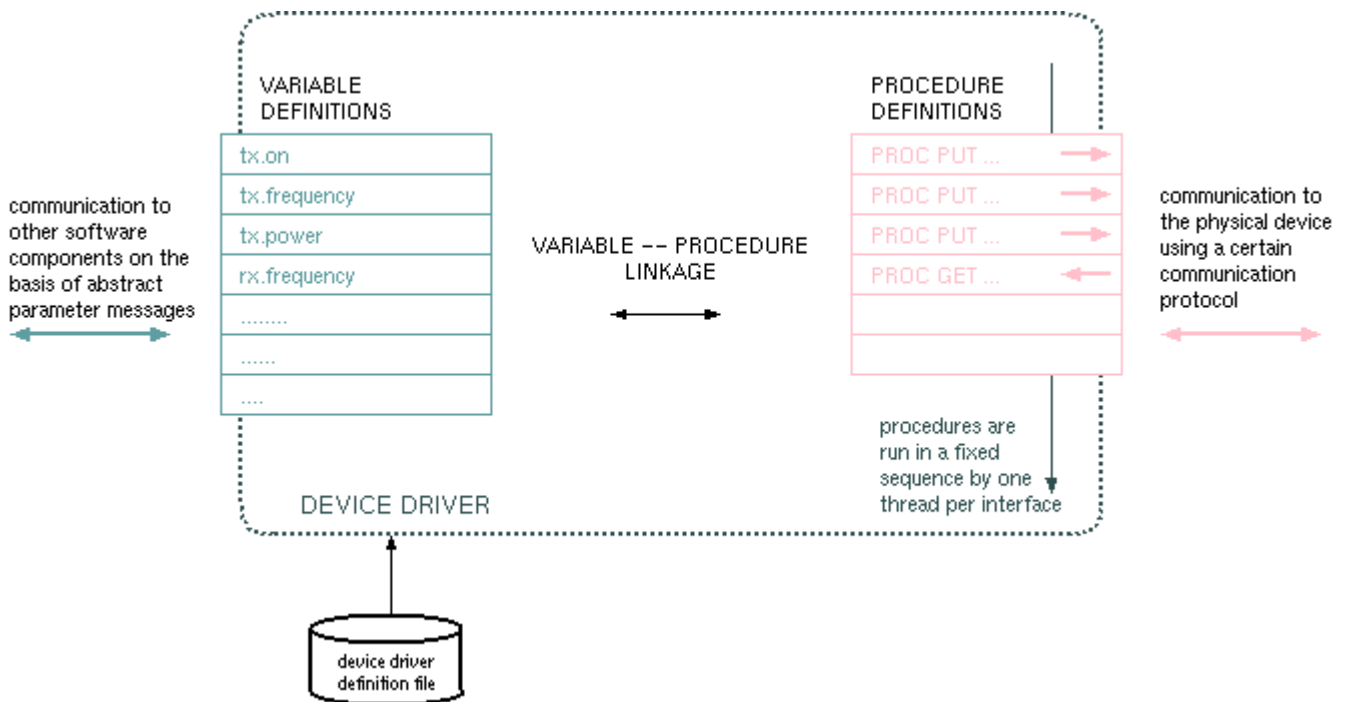 VARIABLE
DEFINITIONS
tx.on
tx.frequency
tx.power
rx.frequency
........
......
....
communication to
other software
components on the
basis of abstract
parameter messages
VARIABLE -- PROCEDURE
LINKAGE
PROCEDURE
DEFINITIONS
PROC PUT ...
PROC PUT ...
PROC PUT ...
PROC GET ...
communication to
the physical device
using a certain
communication
protocol
procedures are
run in a fixed
sequence by one
thread per interface
DEVICE DRIVER
device driver
definition file